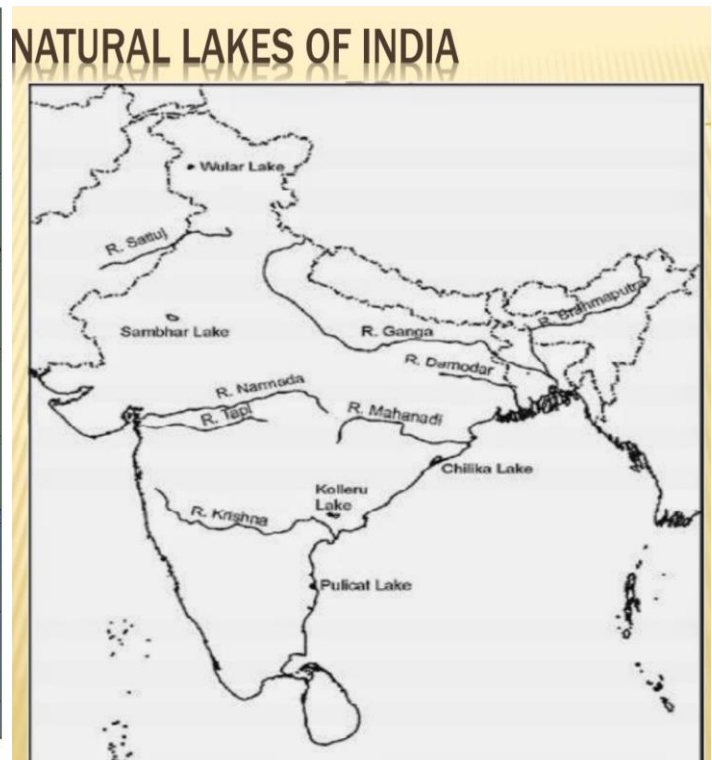 NATURAL LAKES OF INDIA
Wular Lake
R. Satluj
Sambhar Lake
R. Ganga
R. Brahmaputra
R. Damodar
R. Narmada
R. Tapi
R. Mahanadi
Chilika Lake
Kolleru
Lake
R. Krishna
Pulicat Lake